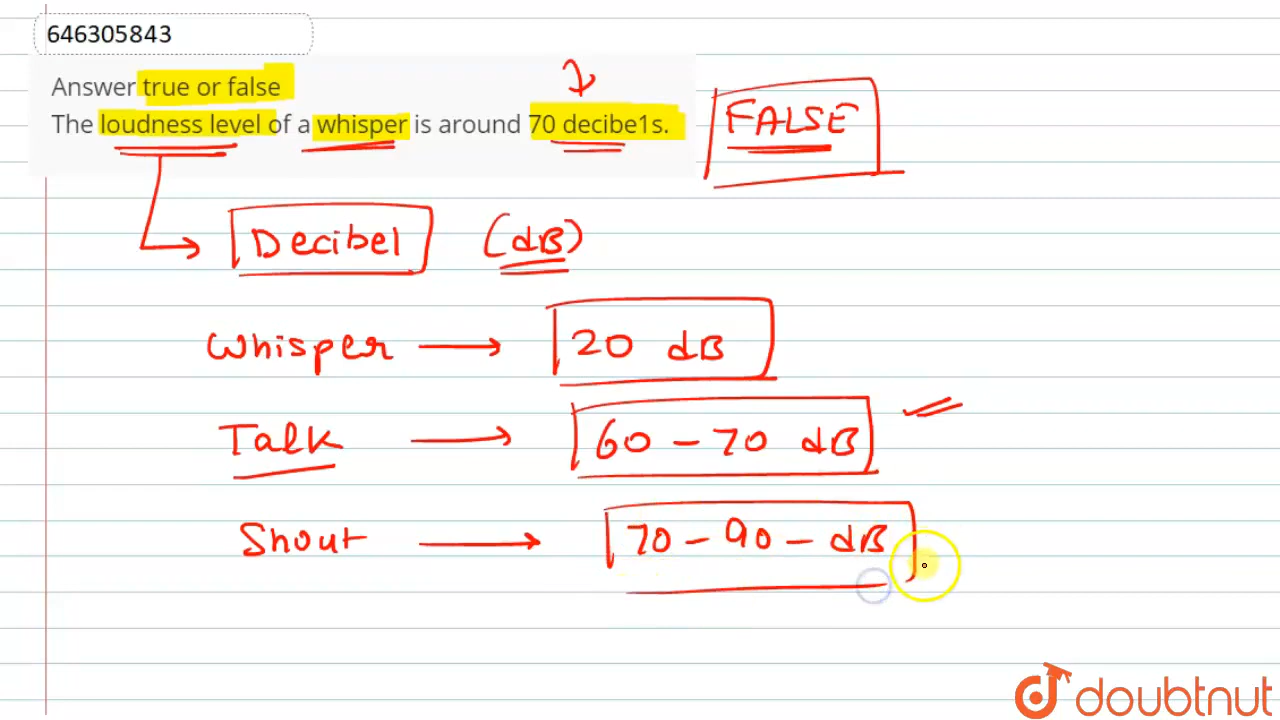 646305843
Answer true or false
The loudness level of a whisper is around 70 decibe1s.
FALSE
Decibel (dB)
Whisper → 20 dB
Talk → 60 - 70 dB
Shout → 70 - 90 - dB
doubtnut